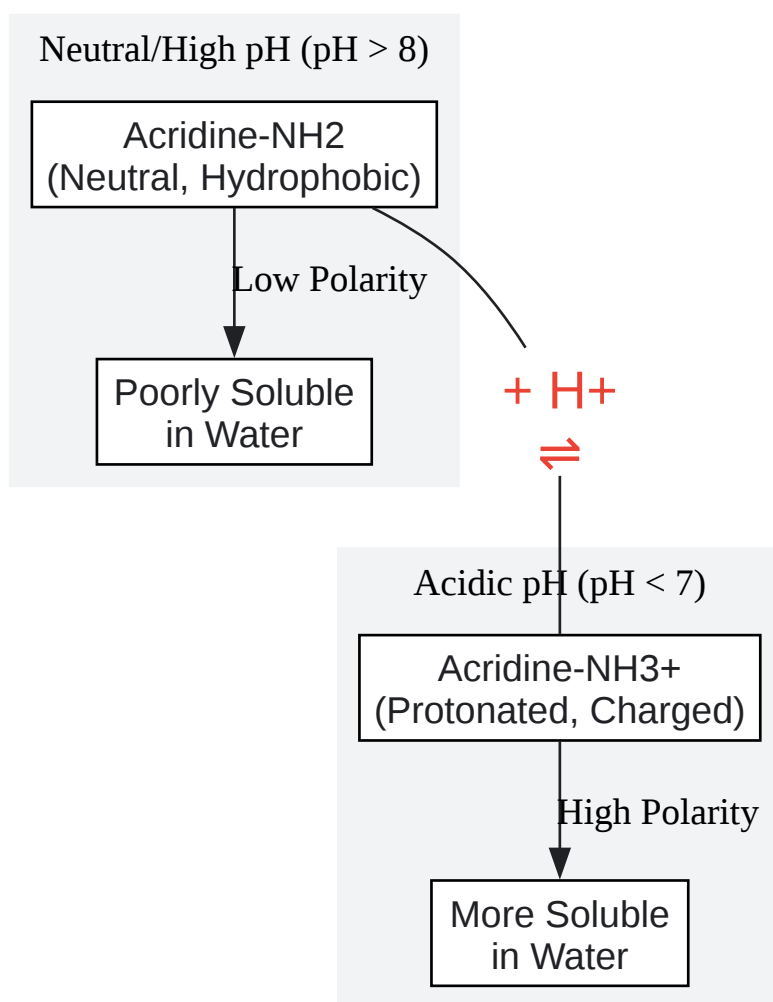 Neutral/High pH (pH > 8)
Acridine-NH2
(Neutral, Hydrophobic)
Low Polarity
Poorly Soluble
in Water
+ H+
⇌
Acidic pH (pH < 7)
Acridine-NH3+
(Protonated, Charged)
High Polarity
More Soluble
in Water